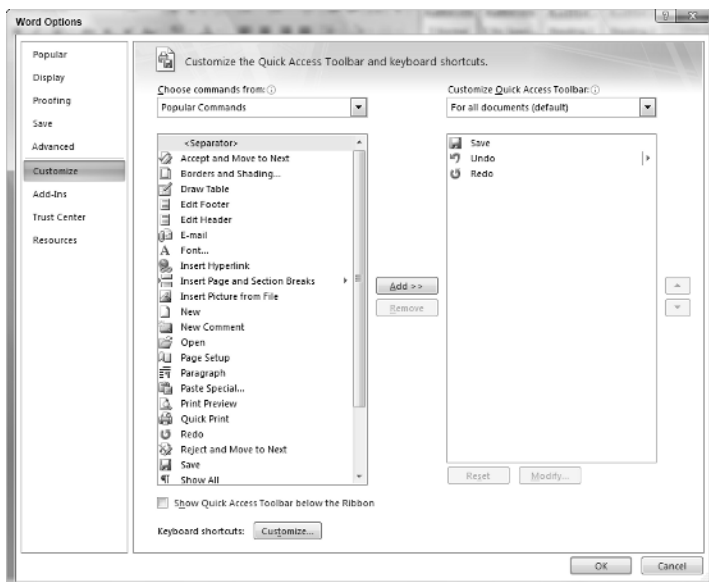 Word Options
Popular
Display
Proofing
Save
Advanced
Customize
Add-Ins
Trust Center
Resources
Customize the Quick Access Toolbar and keyboard shortcuts.
Choose commands from:
Popular Commands
<Separator>
Accept and Move to Next
Borders and Shading...
Draw Table
Edit Footer
Edit Header
E-mail
Font...
Insert Hyperlink
Insert Page and Section Breaks
Insert Picture from File
New
New Comment
Open
Page Setup
Paragraph
Paste Special...
Print Preview
Quick Print
Redo
Reject and Move to Next
Save
Show All
Add >>
Remove
Customize Quick Access Toolbar:
For all documents (default)
Save
Undo
Redo
Reset
Modify...
Show Quick Access Toolbar below the Ribbon
Keyboard shortcuts: Customize...
OK
Cancel